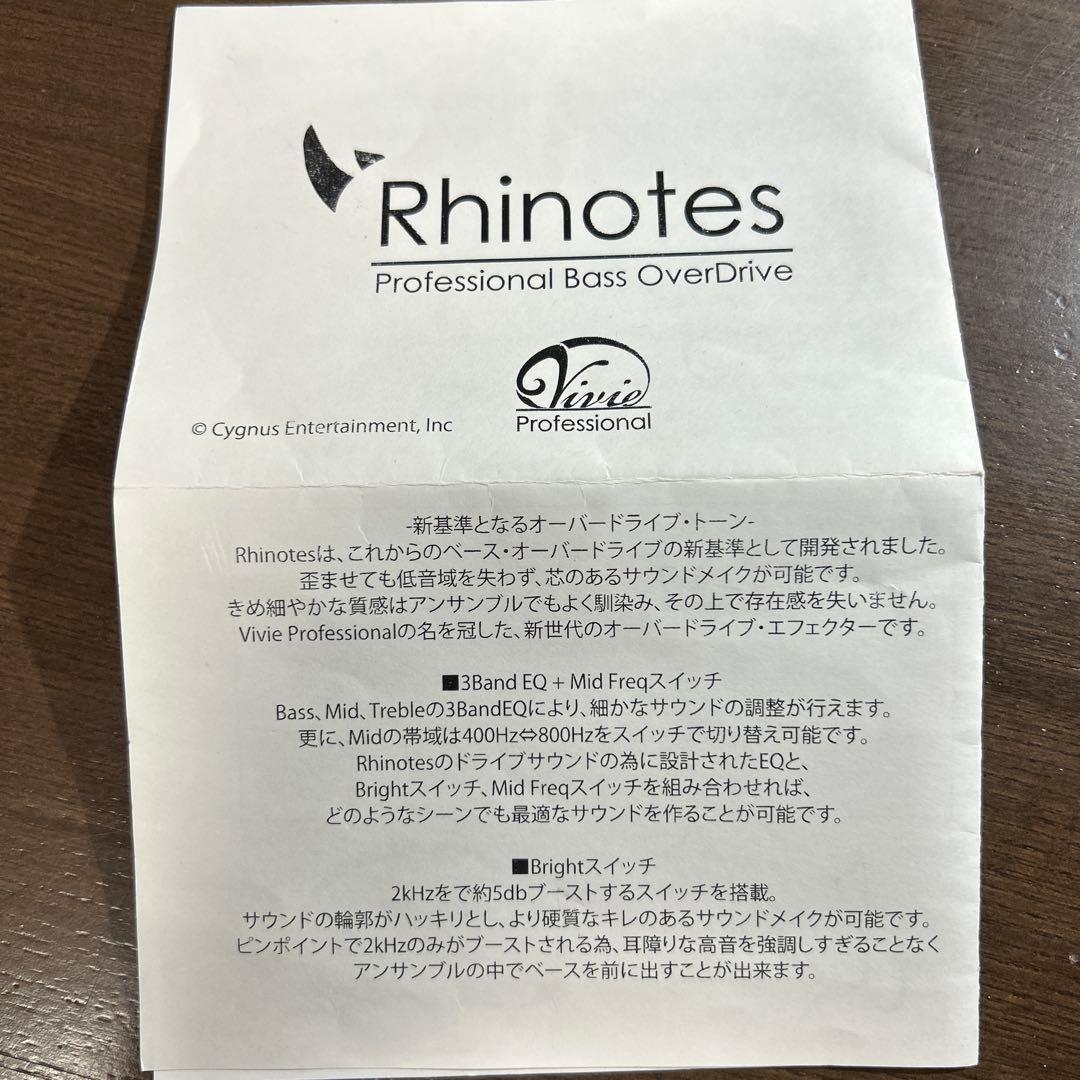 Rhinotes
Professional Bass OverDrive
Vivie
Professional
© Cygnus Entertainment, Inc
-新基準となるオーバードライブ・トーン-
Rhinotesは、これからのベース・オーバードライブの新基準として開発されました。
歪ませても低音域を失わず、芯のあるサウンドメイクが可能です。
きめ細やかな質感はアンサンブルでもよく馴染み、その上で存在感を失いません。
Vivie Professionalの名を冠した、新世代のオーバードライブ・エフェクターです。
■3Band EQ + Mid Freqスイッチ
Bass、Mid、Trebleの3BandEQにより、細かなサウンドの調整が行えます。
更に、Midの帯域は400Hz⇔800Hzをスイッチで切り替え可能です。
Rhinotesのドライブサウンドの為に設計されたEQと、
Brightスイッチ、Mid Freqスイッチを組み合わせれば、
どのようなシーンでも最適なサウンドを作ることが可能です。
■Brightスイッチ
2kHzをで約5dbブーストするスイッチを搭載。
サウンドの輪郭がハッキリとし、より硬質なキレのあるサウンドメイクが可能です。
ピンポイントで2kHzのみがブーストされる為、耳障りな高音を強調しすぎることなく
アンサンブルの中でベースを前に出すことが出来ます。